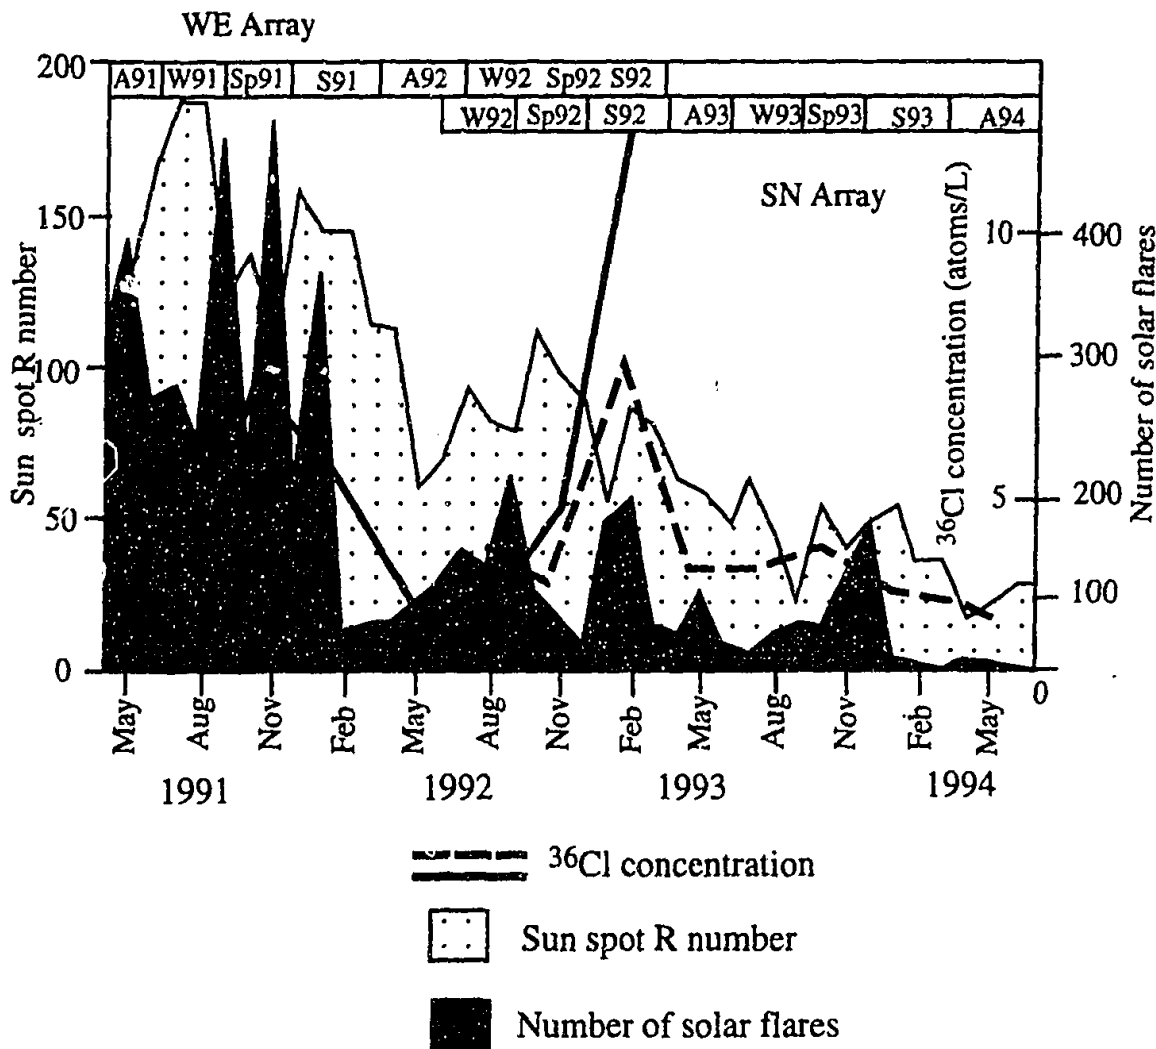 WE Array
200
A91 W91 Sp91 S91 A92 W92 Sp92 S92
W92 Sp92 S92 A93 W93 Sp93 S93 A94
SN Array
150
100
50
0
Sun spot R number
10
5
³⁶Cl concentration (atoms/L)
400
300
200
100
0
Number of solar flares
May Aug Nov Feb May Aug Nov Feb May Aug Nov Feb May
1991 1992 1993 1994
³⁶Cl concentration
Sun spot R number
Number of solar flares